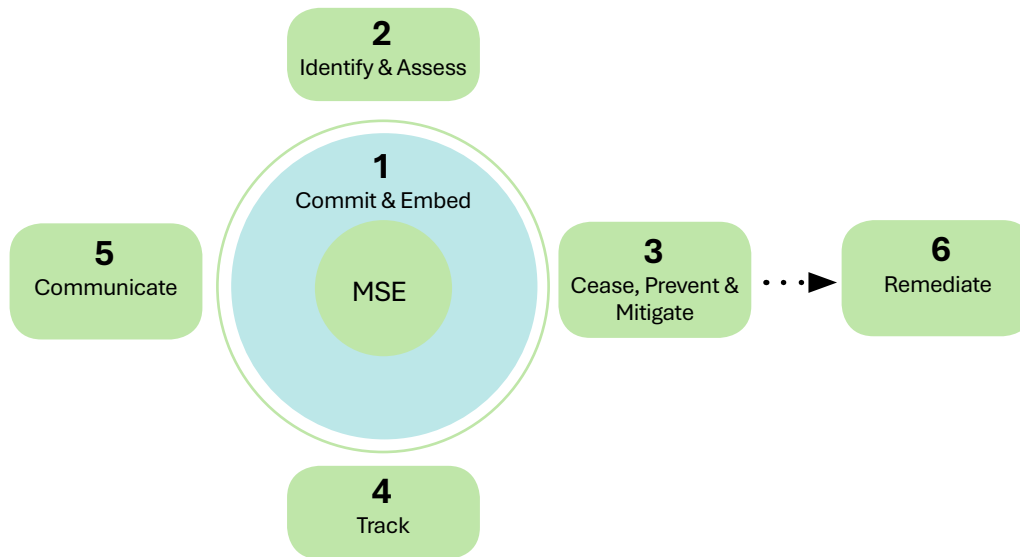 2
Identify & Assess
1
Commit & Embed
MSE
5
Communicate
3
Cease, Prevent &
Mitigate
6
Remediate
4
Track